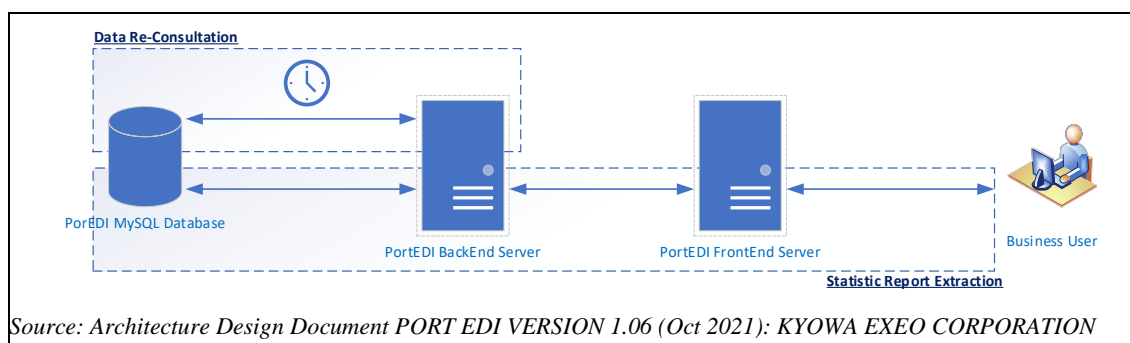 Data Re-Consultation
PorEDI MySQL Database
PortEDI BackEnd Server
PortEDI FrontEnd Server
Business User
Statistic Report Extraction
Source: Architecture Design Document PORT EDI VERSION 1.06 (Oct 2021): KYOWA EXEO CORPORATION